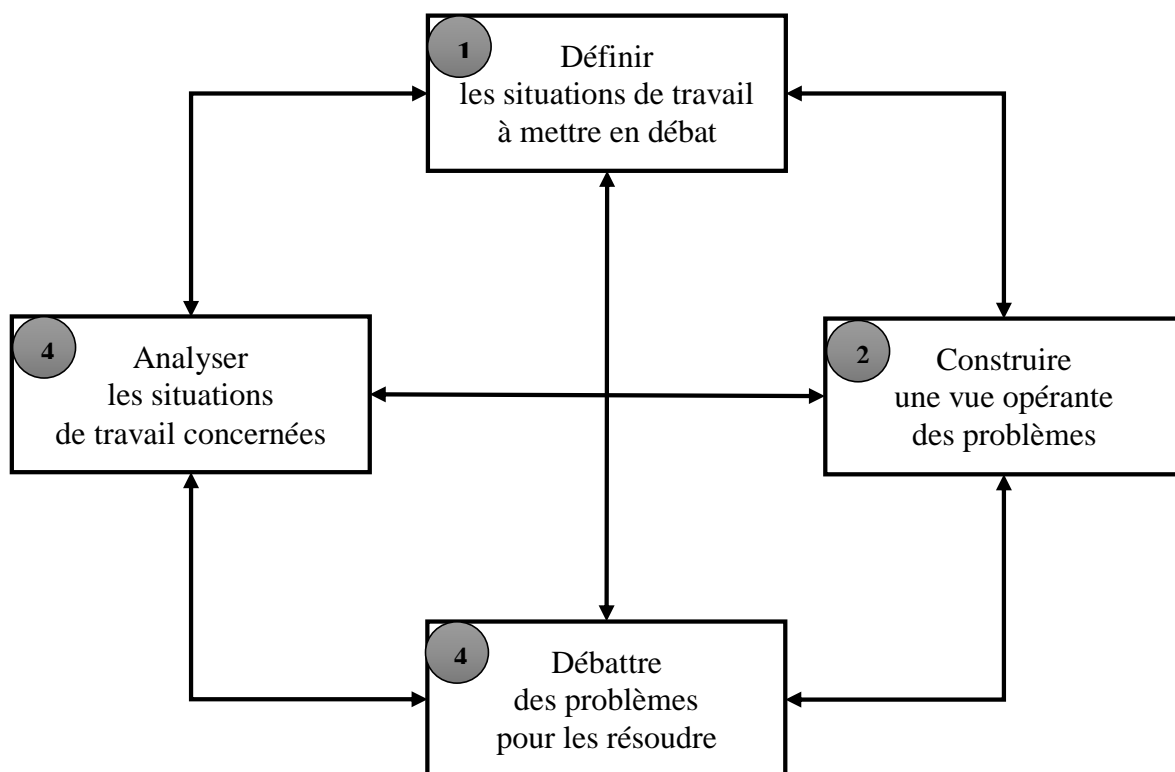 1
Définir
les situations de travail
à mettre en débat
4
Analyser
les situations
de travail concernées
2
Construire
une vue opérante
des problèmes
4
Débattre
des problèmes
pour les résoudre